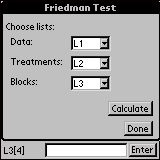 Friedman Test
Choose lists:
Data: L1
Treatments: L2
Blocks: L3
Calculate
Done
L3[4] Enter